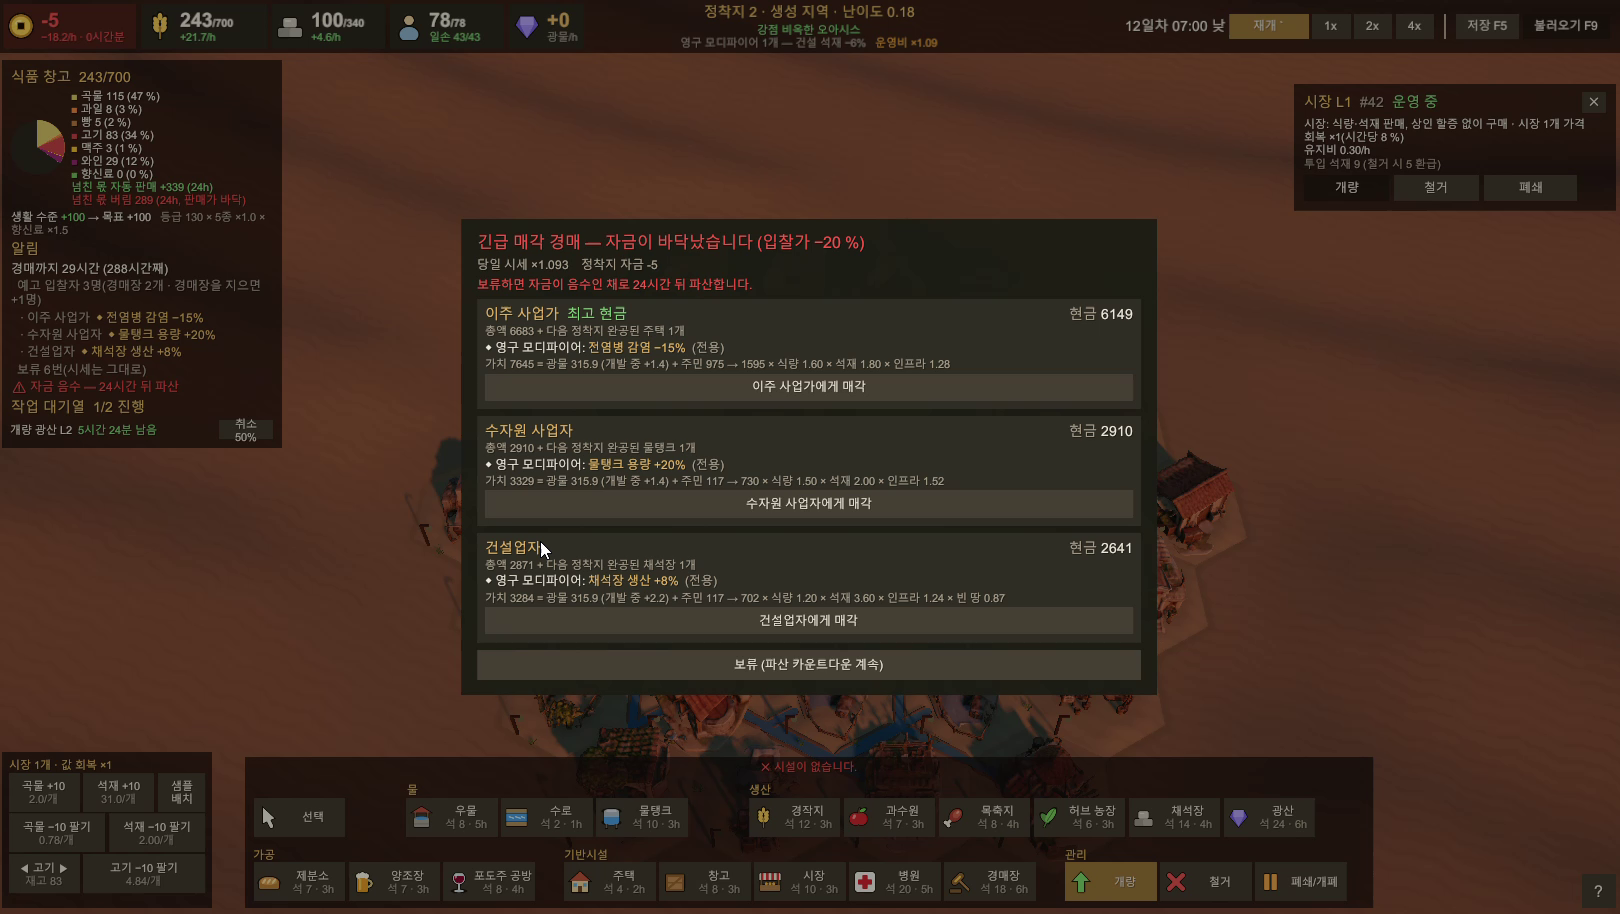 -5
−18.2/h · 0시간분
243/700
+21.7/h
100/340
+4.6/h
78/78
일손 43/43
+0
광물/h
정착지 2 · 생성 지역 · 난이도 0.18
강점 비옥한 오아시스
영구 모디파이어 1개 — 건설 석재 −6% 운영비 ×1.09
12일차 07:00 낮
재개
1x
2x
4x
저장 F5
불러오기 F9
식품 창고 243/700
곡물 115 (47 %)
과일 8 (3 %)
빵 5 (2 %)
고기 83 (34 %)
맥주 3 (1 %)
와인 29 (12 %)
향신료 0 (0 %)
넘친 몫 자동 판매 +339 (24h)
넘친 몫 버림 289 (24h, 판매가 바닥)
생활 수준 +100 → 목표 +100 등급 130 × 5종 ×1.0 ×
향신료 ×1.5
알림
경매까지 29시간 (288시간째)
예고 입찰자 3명(경매장 2개 · 경매장을 지으면
+1명)
· 이주 사업가 ◆ 전염병 감염 −15%
· 수자원 사업자 ◆ 물탱크 용량 +20%
· 건설업자 ◆ 채석장 생산 +8%
보류 6번(시세는 그대로)
⚠ 자금 음수 — 24시간 뒤 파산
작업 대기열 1/2 진행
개량 광산 L2 5시간 24분 남음
취소
50%
시장 L1 #42 운영 중
✕
시장: 식량·석재 판매, 상인 할증 없이 구매 · 시장 1개 가격
회복 ×1(시간당 8 %)
유지비 0.30/h
투입 석재 9 (철거 시 5 환급)
개량
철거
폐쇄
긴급 매각 경매 — 자금이 바닥났습니다 (입찰가 −20 %)
당일 시세 ×1.093 정착지 자금 -5
보류하면 자금이 음수인 채로 24시간 뒤 파산합니다.
이주 사업가 최고 현금
현금 6149
총액 6683 + 다음 정착지 완공된 주택 1개
◆ 영구 모디파이어: 전염병 감염 −15% (전용)
가치 7645 = 광물 315.9 (개발 중 +1.4) + 주민 975 → 1595 × 식량 1.60 × 석재 1.80 × 인프라 1.28
이주 사업가에게 매각
수자원 사업자
현금 2910
총액 2910 + 다음 정착지 완공된 물탱크 1개
◆ 영구 모디파이어: 물탱크 용량 +20% (전용)
가치 3329 = 광물 315.9 (개발 중 +1.4) + 주민 117 → 730 × 식량 1.50 × 석재 2.00 × 인프라 1.52
수자원 사업자에게 매각
건설업자
현금 2641
총액 2871 + 다음 정착지 완공된 채석장 1개
◆ 영구 모디파이어: 채석장 생산 +8% (전용)
가치 3284 = 광물 315.9 (개발 중 +2.2) + 주민 117 → 702 × 식량 1.20 × 석재 3.60 × 인프라 1.24 × 빈 땅 0.87
건설업자에게 매각
보류 (파산 카운트다운 계속)
시장 1개 · 값 회복 ×1
곡물 +10
2.0/개
석재 +10
31.0/개
샘플
배치
곡물 −10 팔기
0.78/개
석재 −10 팔기
2.00/개
◀ 고기 ▶
재고 83
고기 −10 팔기
4.84/개
✕ 시설이 없습니다.
선택
물
우물
석 8 · 5h
수로
석 2 · 1h
물탱크
석 10 · 3h
생산
경작지
석 12 · 3h
과수원
석 7 · 3h
목축지
석 8 · 4h
허브 농장
석 6 · 3h
채석장
석 14 · 4h
광산
석 24 · 6h
가공
제분소
석 7 · 3h
양조장
석 7 · 3h
포도주 공방
석 8 · 4h
기반시설
주택
석 4 · 2h
창고
석 8 · 3h
시장
석 10 · 3h
병원
석 20 · 5h
경매장
석 18 · 6h
관리
개량
철거
폐쇄/개폐
?